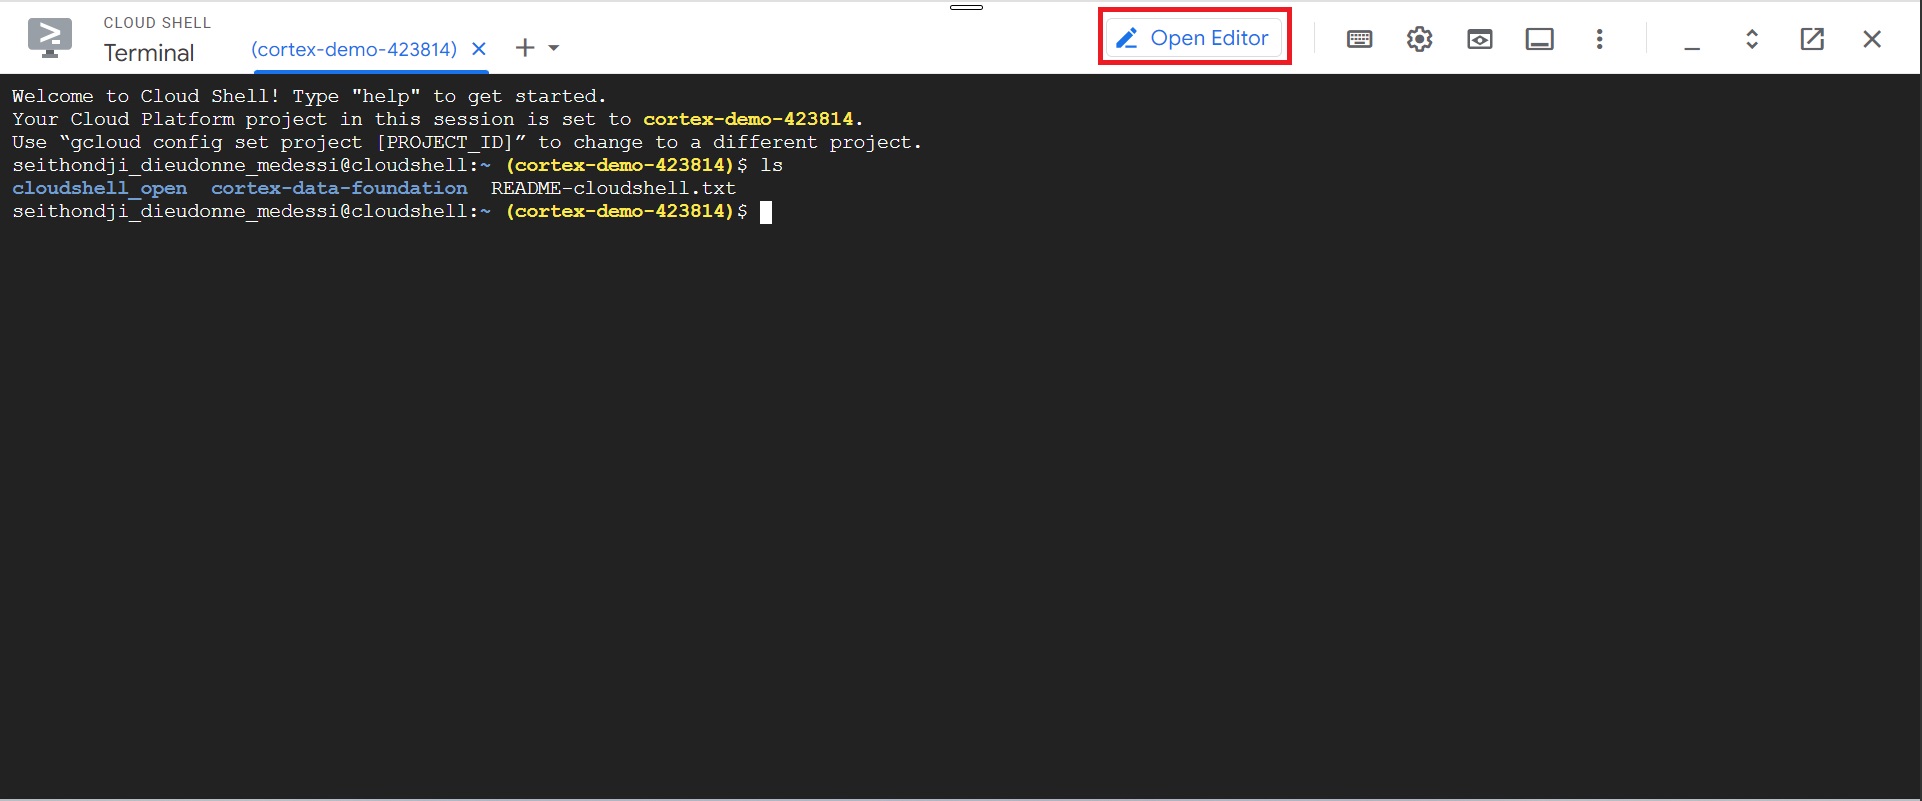 CLOUD SHELL
Terminal
(cortex-demo-423814)
Open Editor
Welcome to Cloud Shell! Type "help" to get started.
Your Cloud Platform project in this session is set to cortex-demo-423814.
Use “gcloud config set project [PROJECT_ID]” to change to a different project.
seithondji_dieudonne_medessi@cloudshell:~ (cortex-demo-423814)$ ls
cloudshell_open  cortex-data-foundation  README-cloudshell.txt
seithondji_dieudonne_medessi@cloudshell:~ (cortex-demo-423814)$